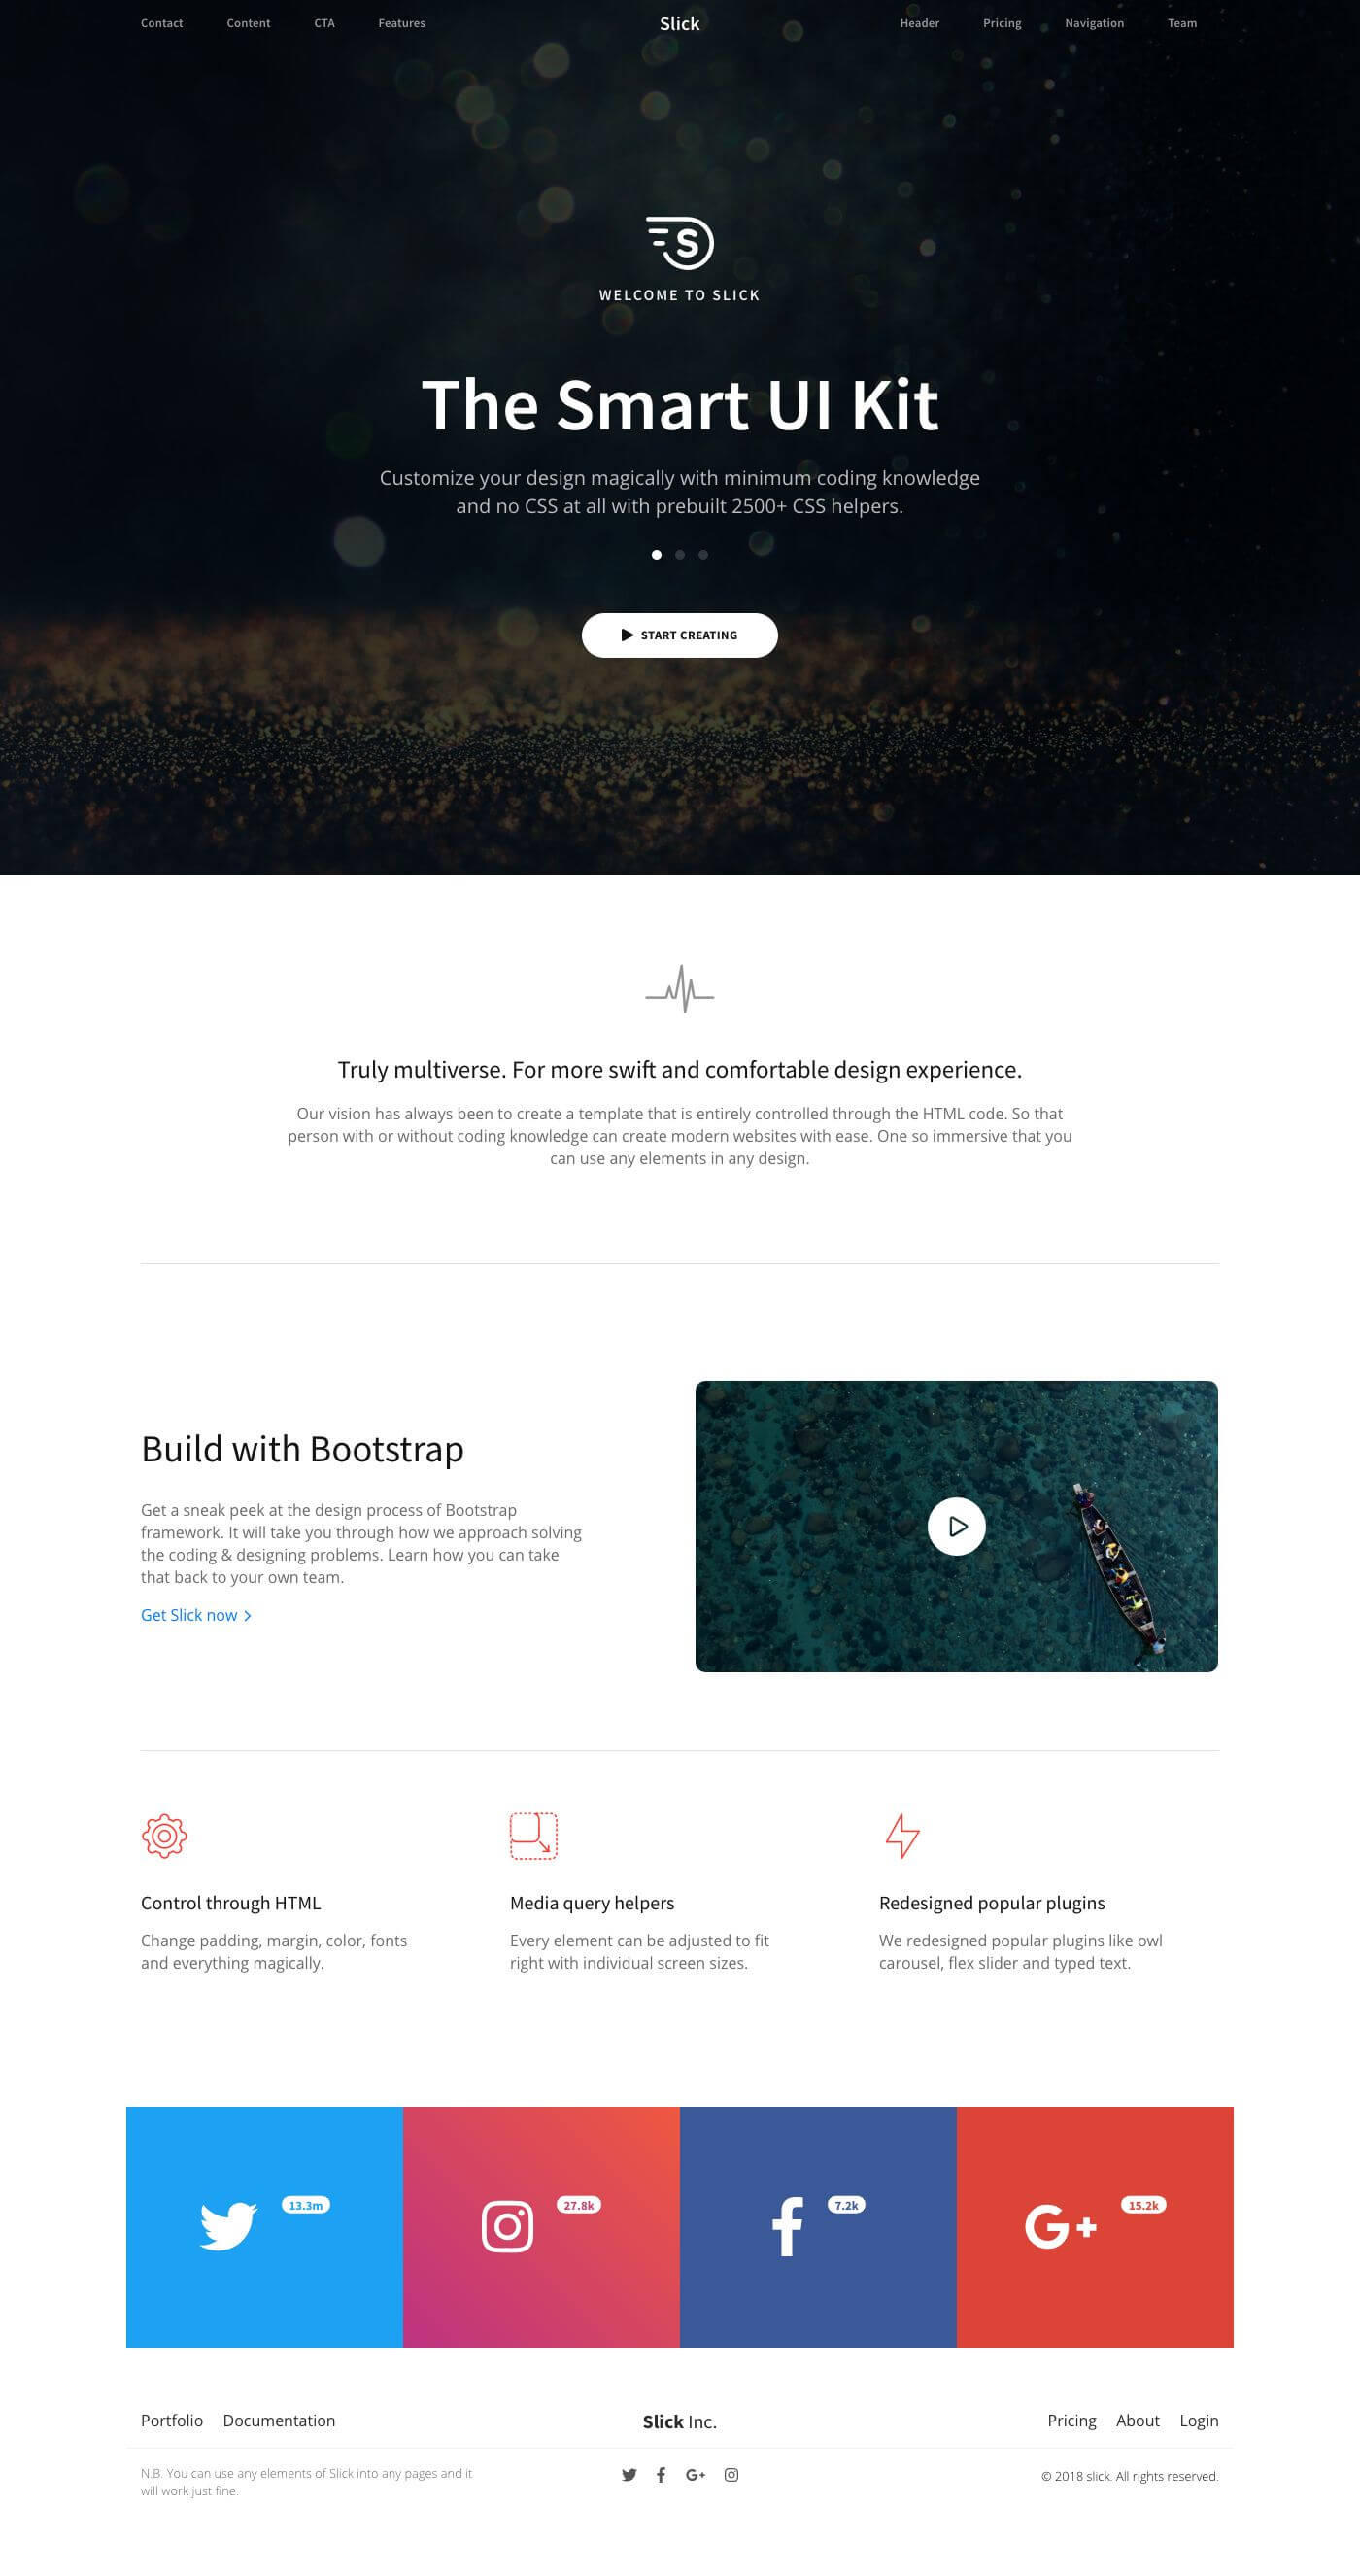 Contact Content CTA Features Slick Header Pricing Navigation Team
S
WELCOME TO SLICK
The Smart UI Kit
Customize your design magically with minimum coding knowledge
and no CSS at all with prebuilt 2500+ CSS helpers.
START CREATING
Truly multiverse. For more swift and comfortable design experience.
Our vision has always been to create a template that is entirely controlled through the HTML code. So that
person with or without coding knowledge can create modern websites with ease. One so immersive that you
can use any elements in any design.
Build with Bootstrap
Get a sneak peek at the design process of Bootstrap
framework. It will take you through how we approach solving
the coding & designing problems. Learn how you can take
that back to your own team.
Get Slick now
Control through HTML
Change padding, margin, color, fonts
and everything magically.
Media query helpers
Every element can be adjusted to fit
right with individual screen sizes.
Redesigned popular plugins
We redesigned popular plugins like owl
carousel, flex slider and typed text.
13.3m
27.8k
7.2k
G+ 15.2k
Portfolio Documentation Slick Inc. Pricing About Login
N.B. You can use any elements of Slick into any pages and it
will work just fine.
G+
© 2018 slick. All rights reserved.